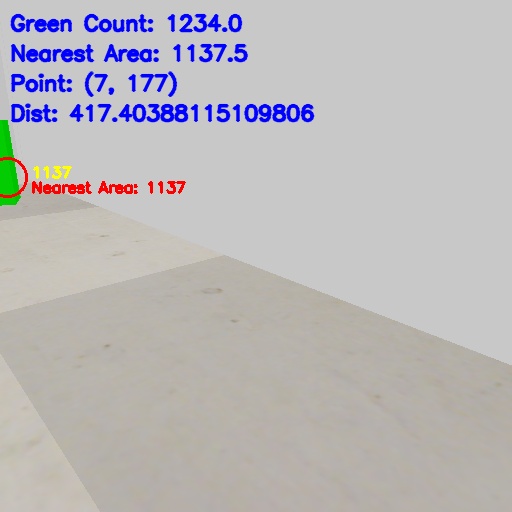 Green Count: 1234.0
Nearest Area: 1137.5
Point: (7, 177)
Dist: 417.40388115109806
1137
Nearest Area: 1137